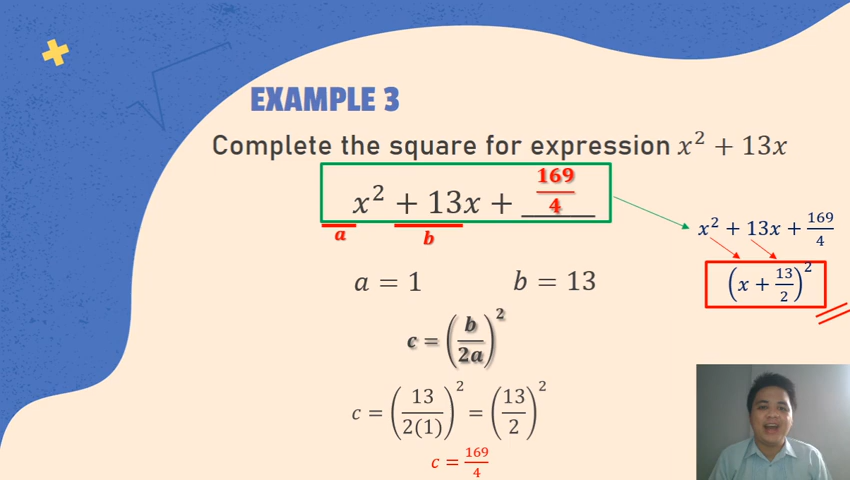 EXAMPLE 3
Complete the square for expression x² + 13x
x² + 13x + 169/4
a b
x² + 13x + 169/4
(x + 13/2)²
a = 1 b = 13
c = (b/2a)²
c = (13/2(1))² = (13/2)²
c = 169/4